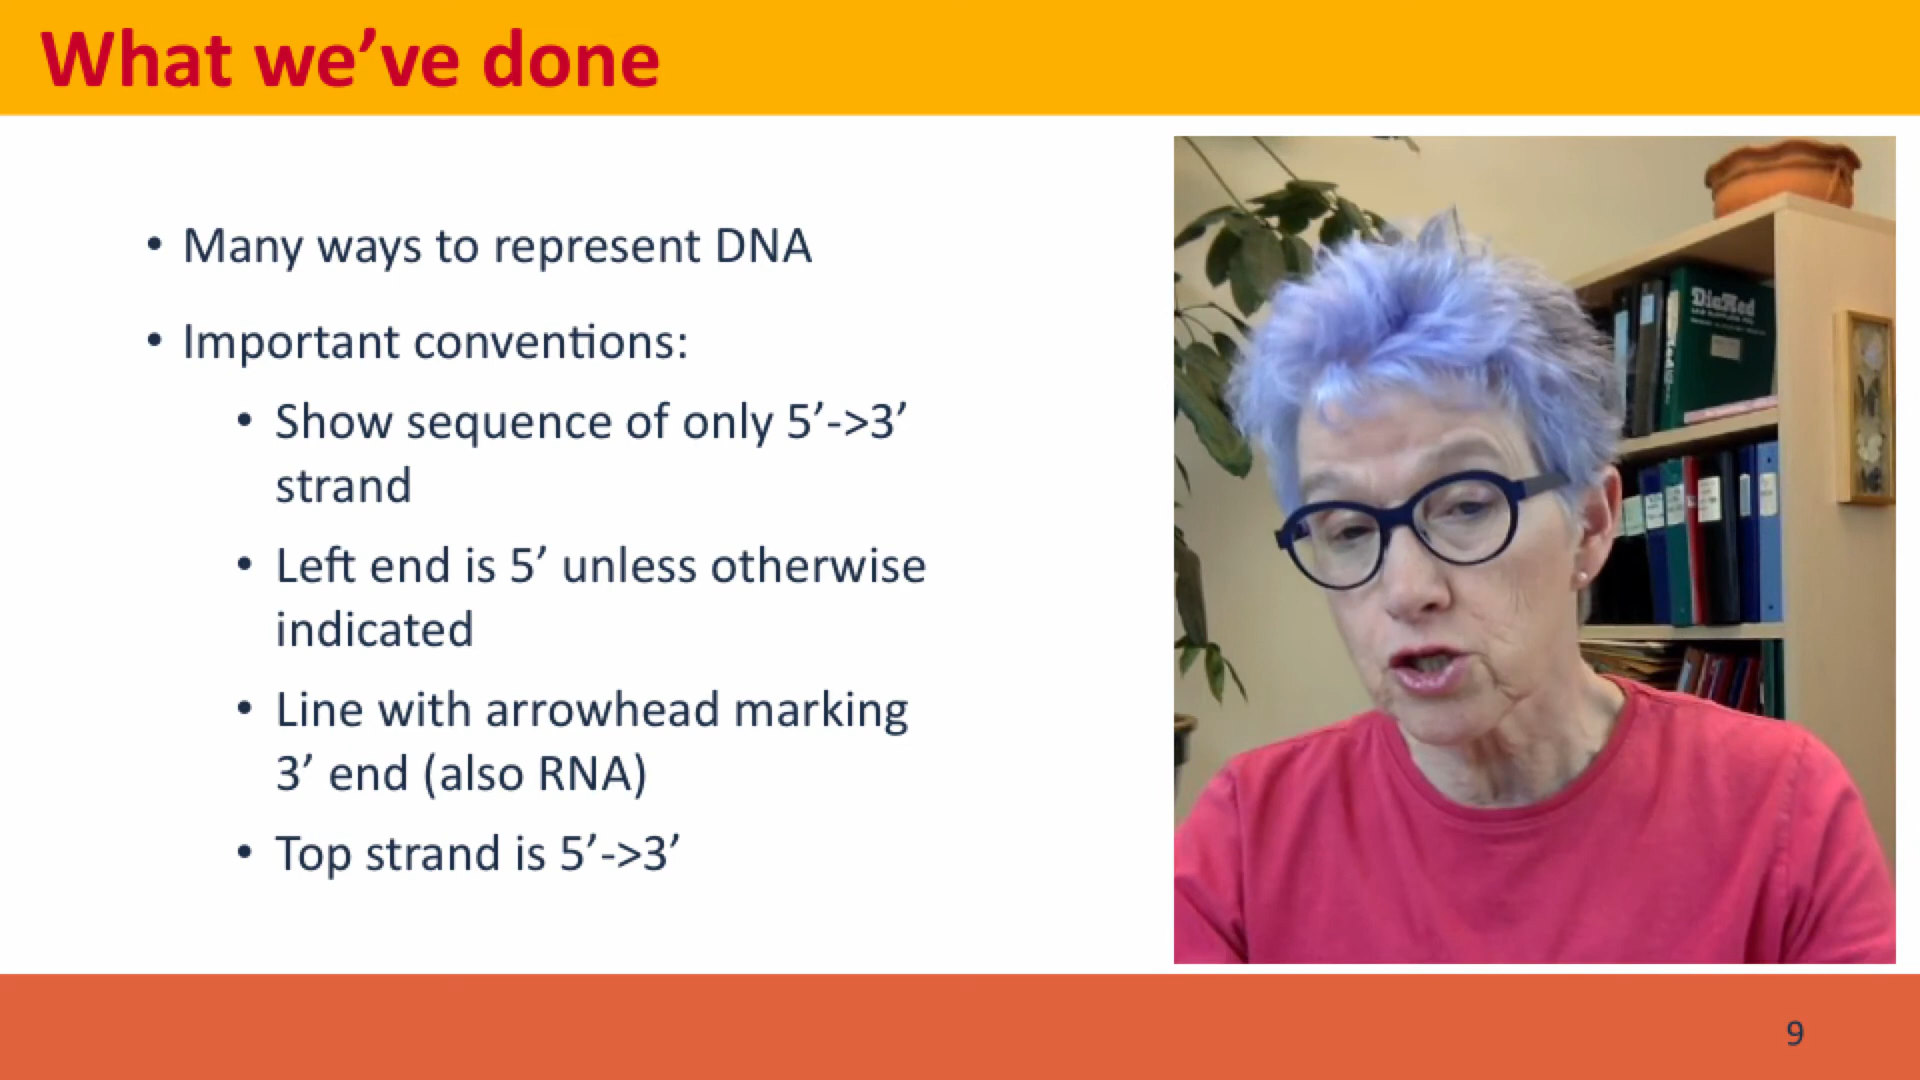 What we’ve done
• Many ways to represent DNA
• Important conventions:
• Show sequence of only 5’->3’
strand
• Left end is 5’ unless otherwise
indicated
• Line with arrowhead marking
3’ end (also RNA)
• Top strand is 5’->3’
DiaMed
9